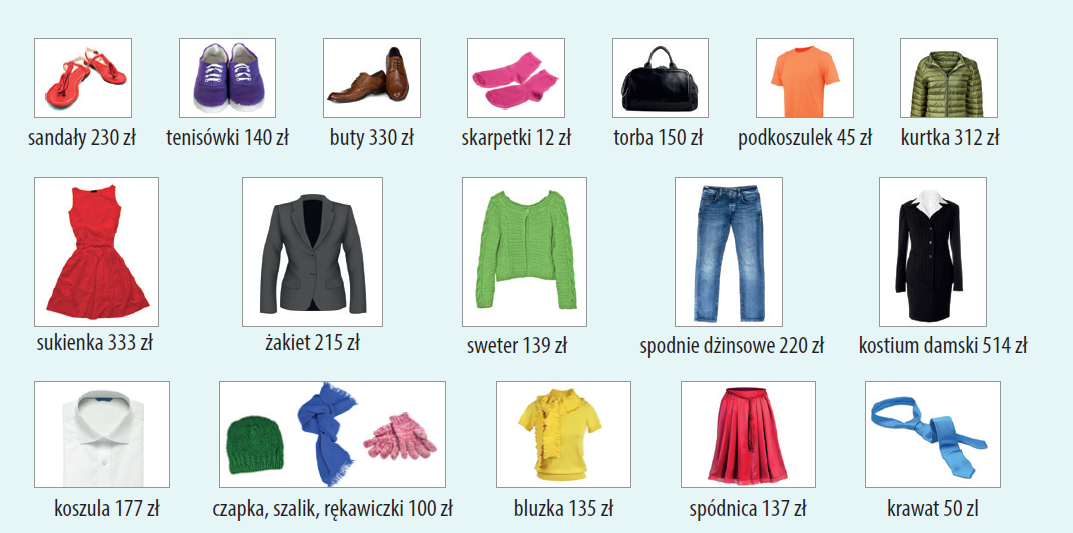 sandały 230 zł
tenisówki 140 zł
buty 330 zł
skarpetki 12 zł
torba 150 zł
podkoszulek 45 zł
kurtka 312 zł
sukienka 333 zł
żakiet 215 zł
sweter 139 zł
spodnie dżinsowe 220 zł
kostium damski 514 zł
koszula 177 zł
czapka, szalik, rękawiczki 100 zł
bluzka 135 zł
spódnica 137 zł
krawat 50 zl